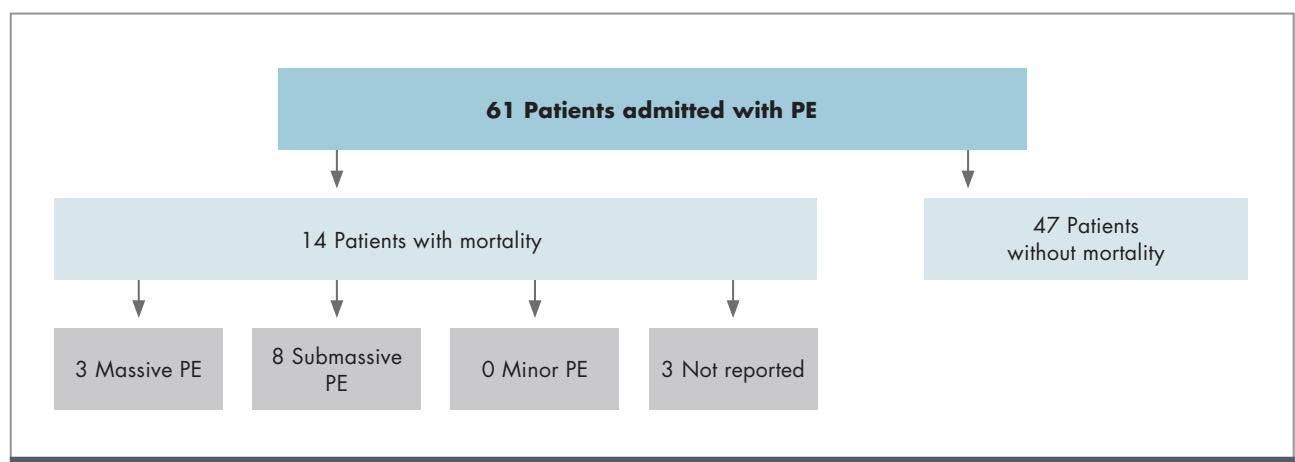 61 Patients admitted with PE
14 Patients with mortality
47 Patients
without mortality
3 Massive PE
8 Submassive
PE
0 Minor PE
3 Not reported